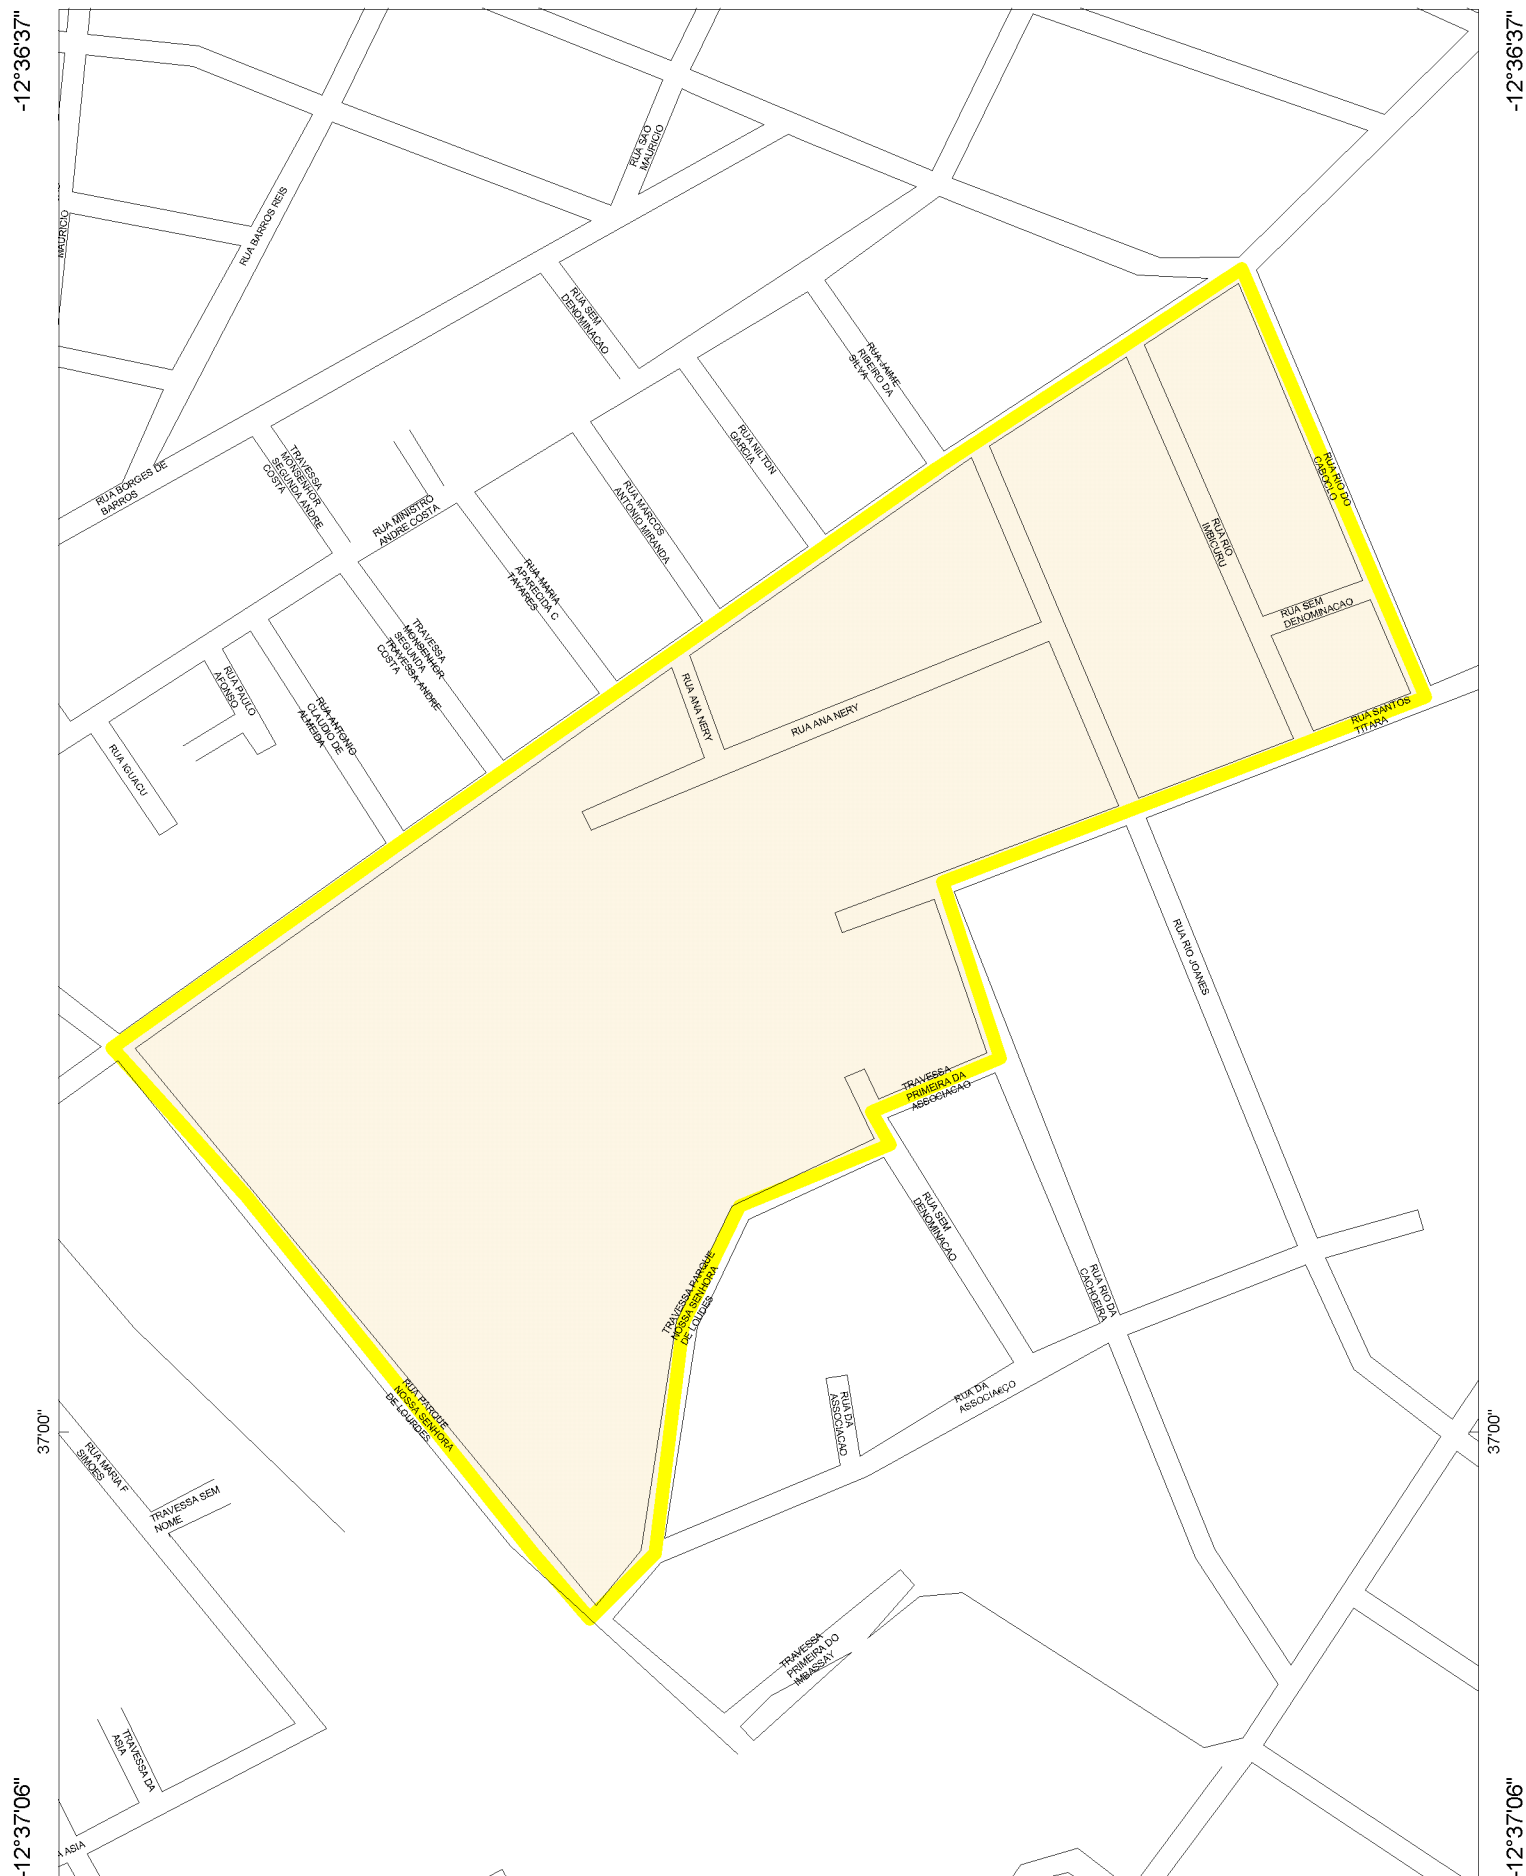 -12°36'37"
-12°36'37"
RUA SAO
MAURICIO
MAURICIO
RUA BARROS REIS
RUA SEM
DENOMINACAO
RUA JAIME
RIBEIRO DA
SILVA
RUA NILTON
GARCIA
TRAVESSA
MONSENHOR
SEGUNDA ANDRE
COSTA
RUA BORGES DE
BARROS
RUA MINISTRO
ANDRE COSTA
RUA MARCOS
ANTONIO MIRANDA
RUA RIO DO
CABOCLO
RUA RIO
IMBICURU
RUA MARIA
APARECIDA C
TAVARES
RUA SEM
DENOMINACAO
TRAVESSA
MONSENHOR
SEGUNDA
TRAVESSA ANDRE
COSTA
RUA PAULO
AFONSO
RUA ANTONIO
CLAUDIO DE
ALMEIDA
RUA ANA NERY
RUA ANA NERY
RUA SANTOS
TITARA
RUA IGUACU
RUA RIO JOANES
TRAVESSA
PRIMEIRA DA
ASSOCIACAO
RUA SEM
DENOMINACAO
TRAVESSA PARQUE
NOSSA SENHORA
DE LOUDES
RUA RIO DA
CACHOEIRA
RUA PARQUE
NOSSA SENHORA
DE LOURDES
RUA DA
ASSOCIACAO
RUA DA
ASSOCIAÇÇO
37'00"
37'00"
RUA MARIA F
SIMOES
TRAVESSA SEM
NOME
TRAVESSA
PRIMEIRA DO
IMBASSAY
TRAVESSA DA
ASIA
A ASIA
-12°37'06"
-12°37'06"